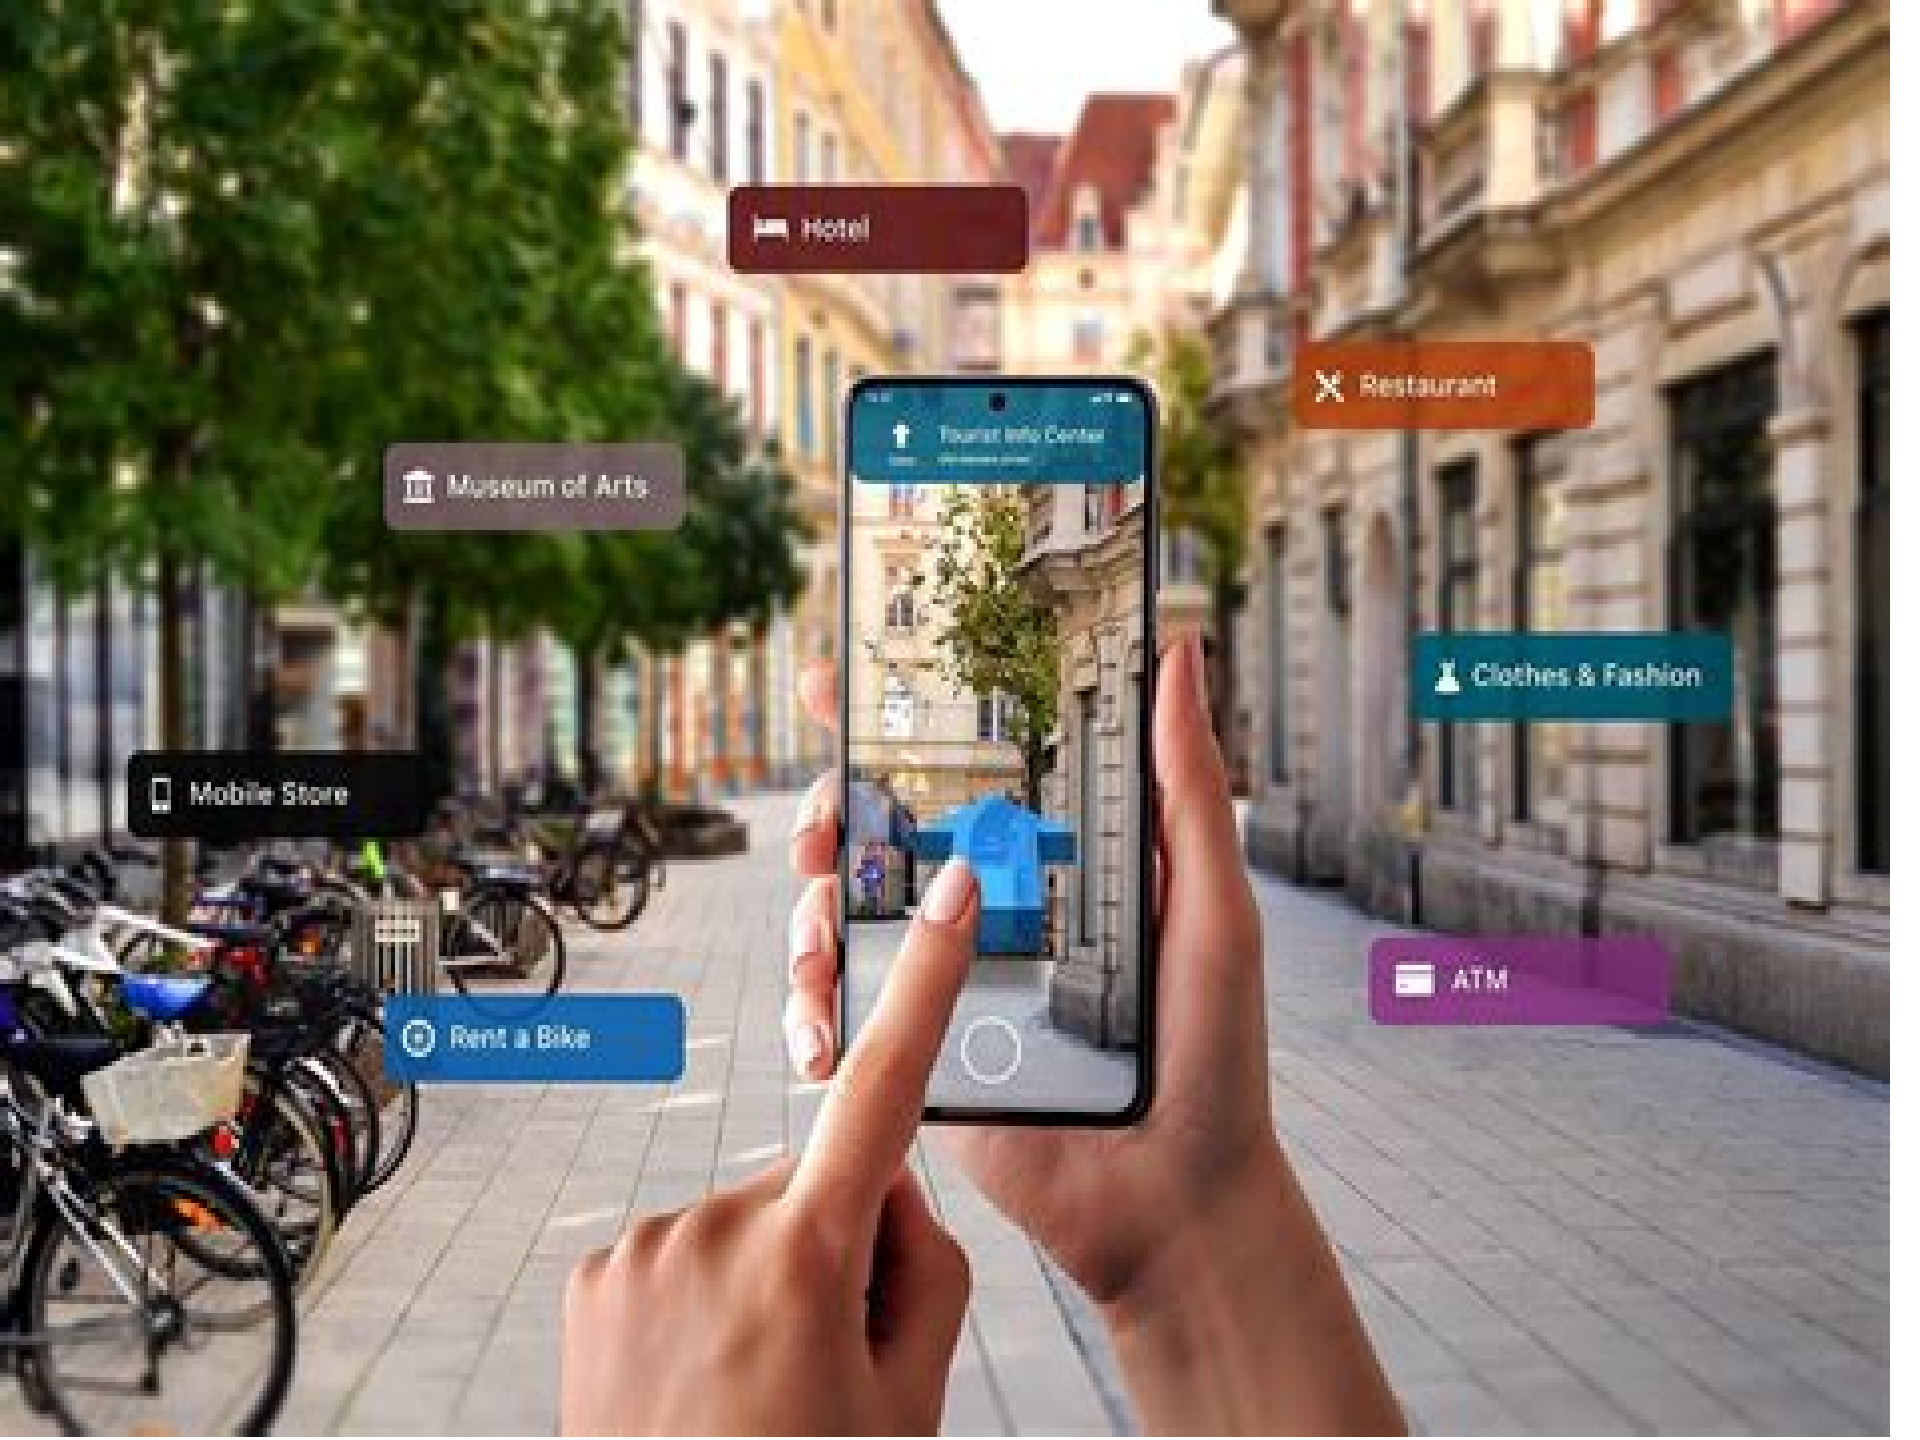 Hotel
Restaurant
Tourist Info Center
Museum of Arts
Clothes & Fashion
Mobile Store
ATM
Rent a Bike